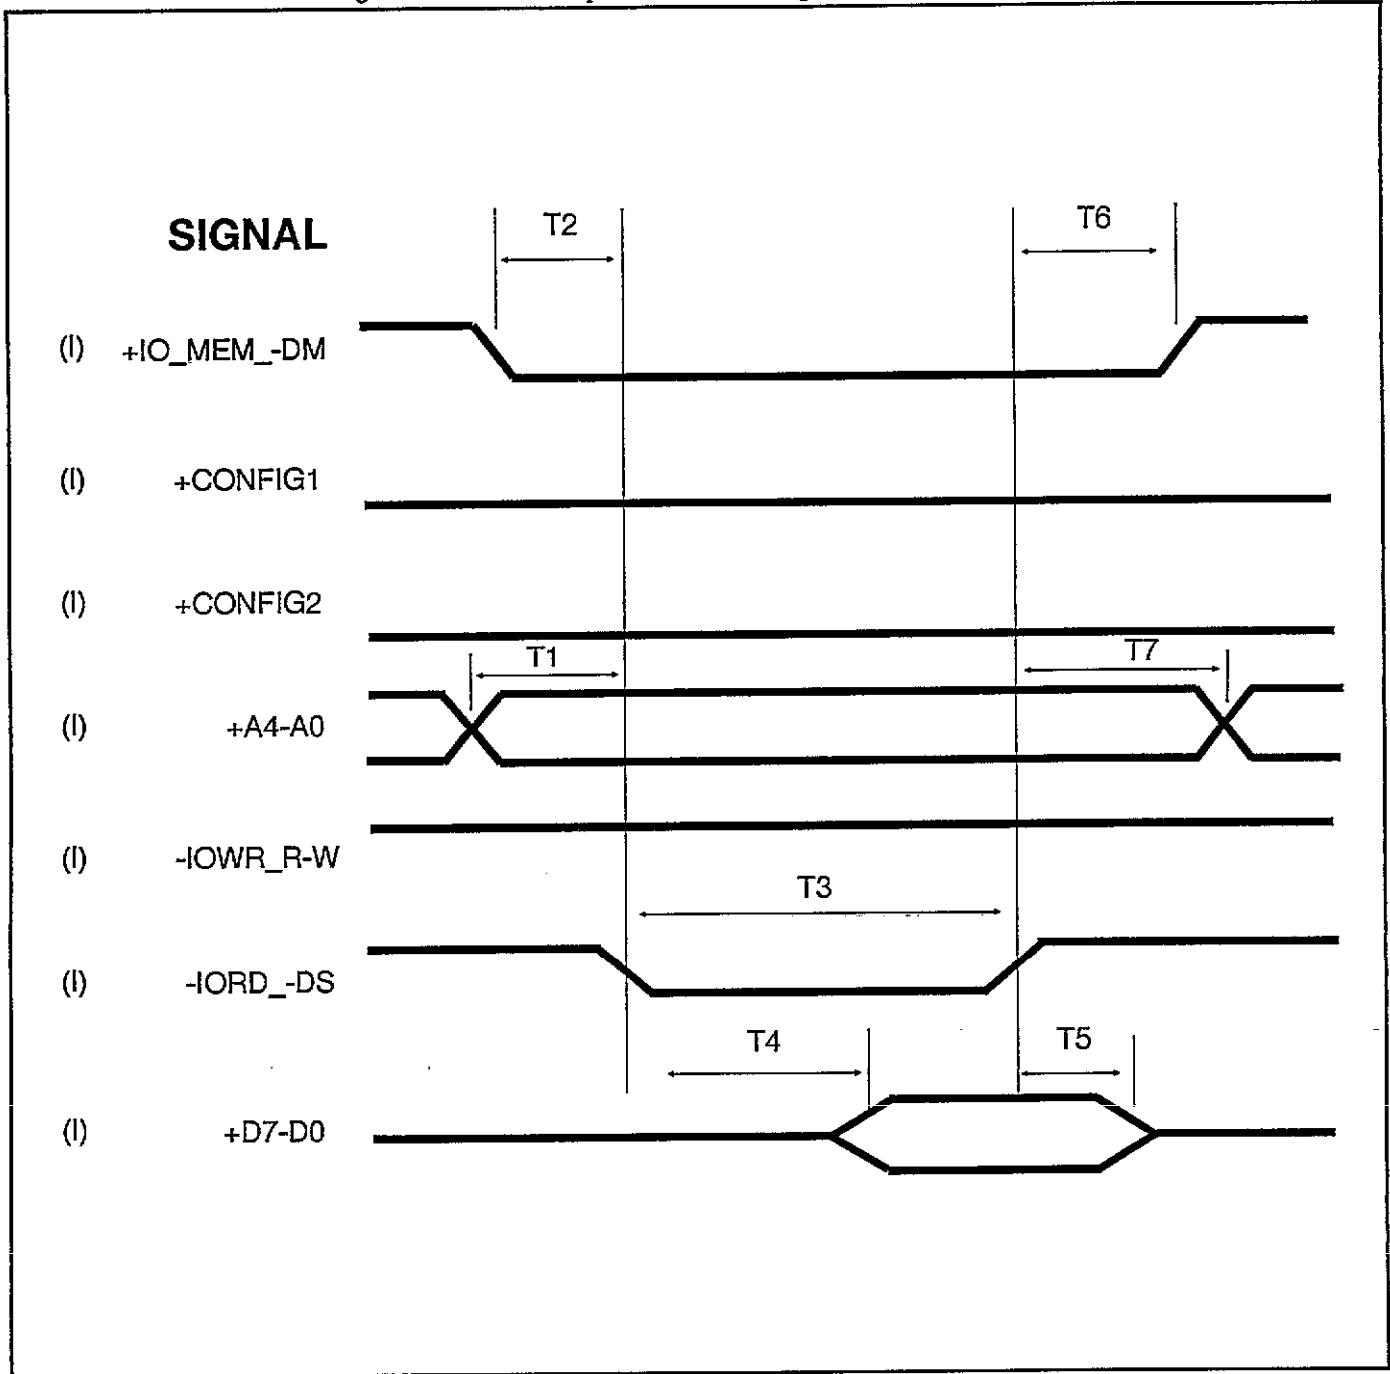 SIGNAL
T2
T6
(I) +IO_MEM_-DM
(I) +CONFIG1
(I) +CONFIG2
T1
T7
(I) +A4-A0
(I) -IOWR_R-W
T3
(I) -IORD_-DS
T4
T5
(I) +D7-D0